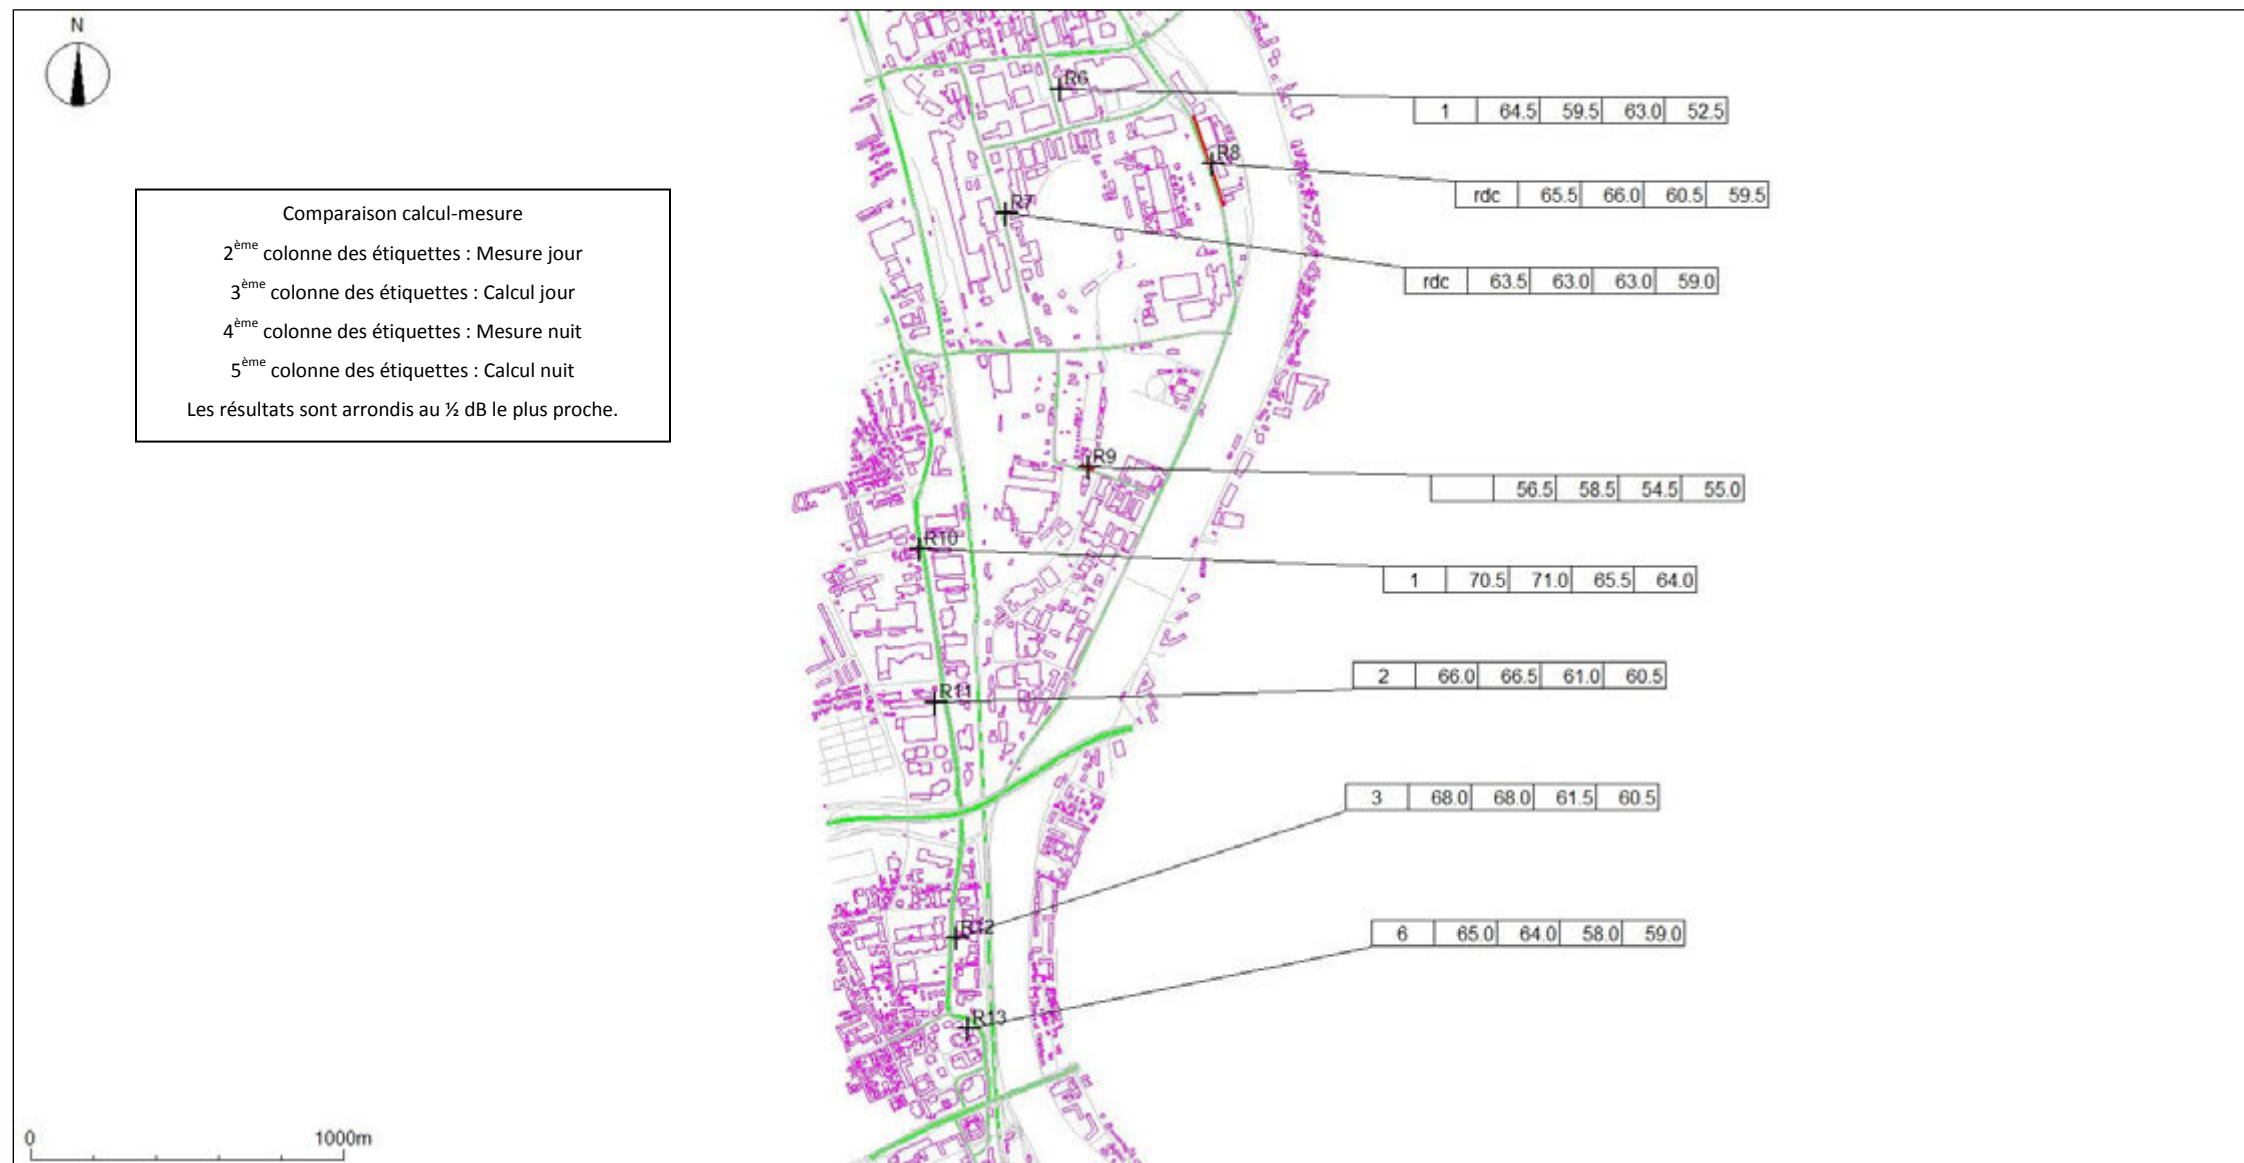 N
R6
1 64.5 59.5 63.0 52.5
R8
rdc 65.5 66.0 60.5 59.5
Comparaison calcul-mesure
2ème colonne des étiquettes : Mesure jour
3ème colonne des étiquettes : Calcul jour
4ème colonne des étiquettes : Mesure nuit
5ème colonne des étiquettes : Calcul nuit
Les résultats sont arrondis au ½ dB le plus proche.
R7
rdc 63.5 63.0 63.0 59.0
R9
56.5 58.5 54.5 55.0
R10
1 70.5 71.0 65.5 64.0
R11
2 66.0 66.5 61.0 60.5
3 68.0 68.0 61.5 60.5
R12
6 65.0 64.0 58.0 59.0
R13
0 1000m